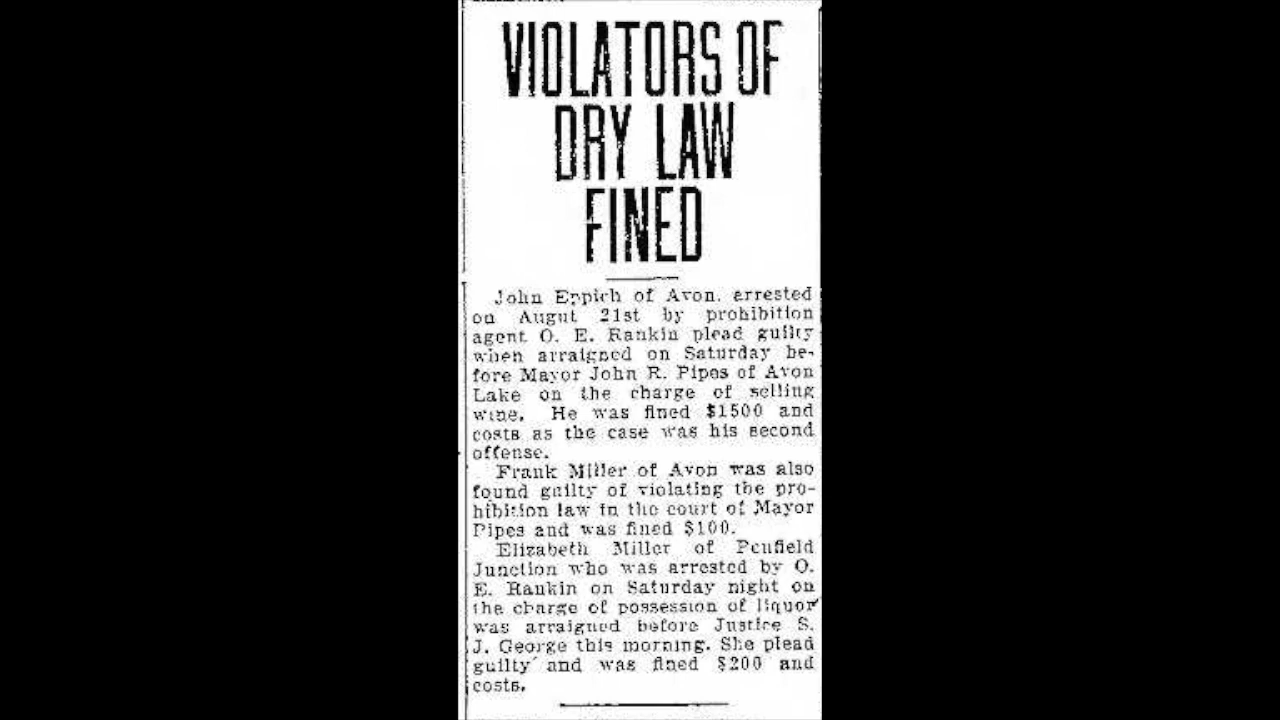 VIOLATORS OF
DRY LAW
FINED
John Eppich of Avon, arrested
on Augut 21st by prohibition
agent O. E. Rankin plead guilty
when arraigned on Saturday be-
fore Mayor John R. Pipes of Avon
Lake on the charge of selling
wine. He was fined $1500 and
costs as the case was his second
offense.
Frank Miller of Avon was also
found guilty of violating the pro-
hibition law in the court of Mayor
Pipes and was fined $100.
Elizabeth Miller of Penfield
Junction who was arrested by O.
E. Rankin on Saturday night on
the charge of possession of liquor
was arraigned before Justice S.
J. George this morning. She plead
guilty and was fined $200 and
costs.